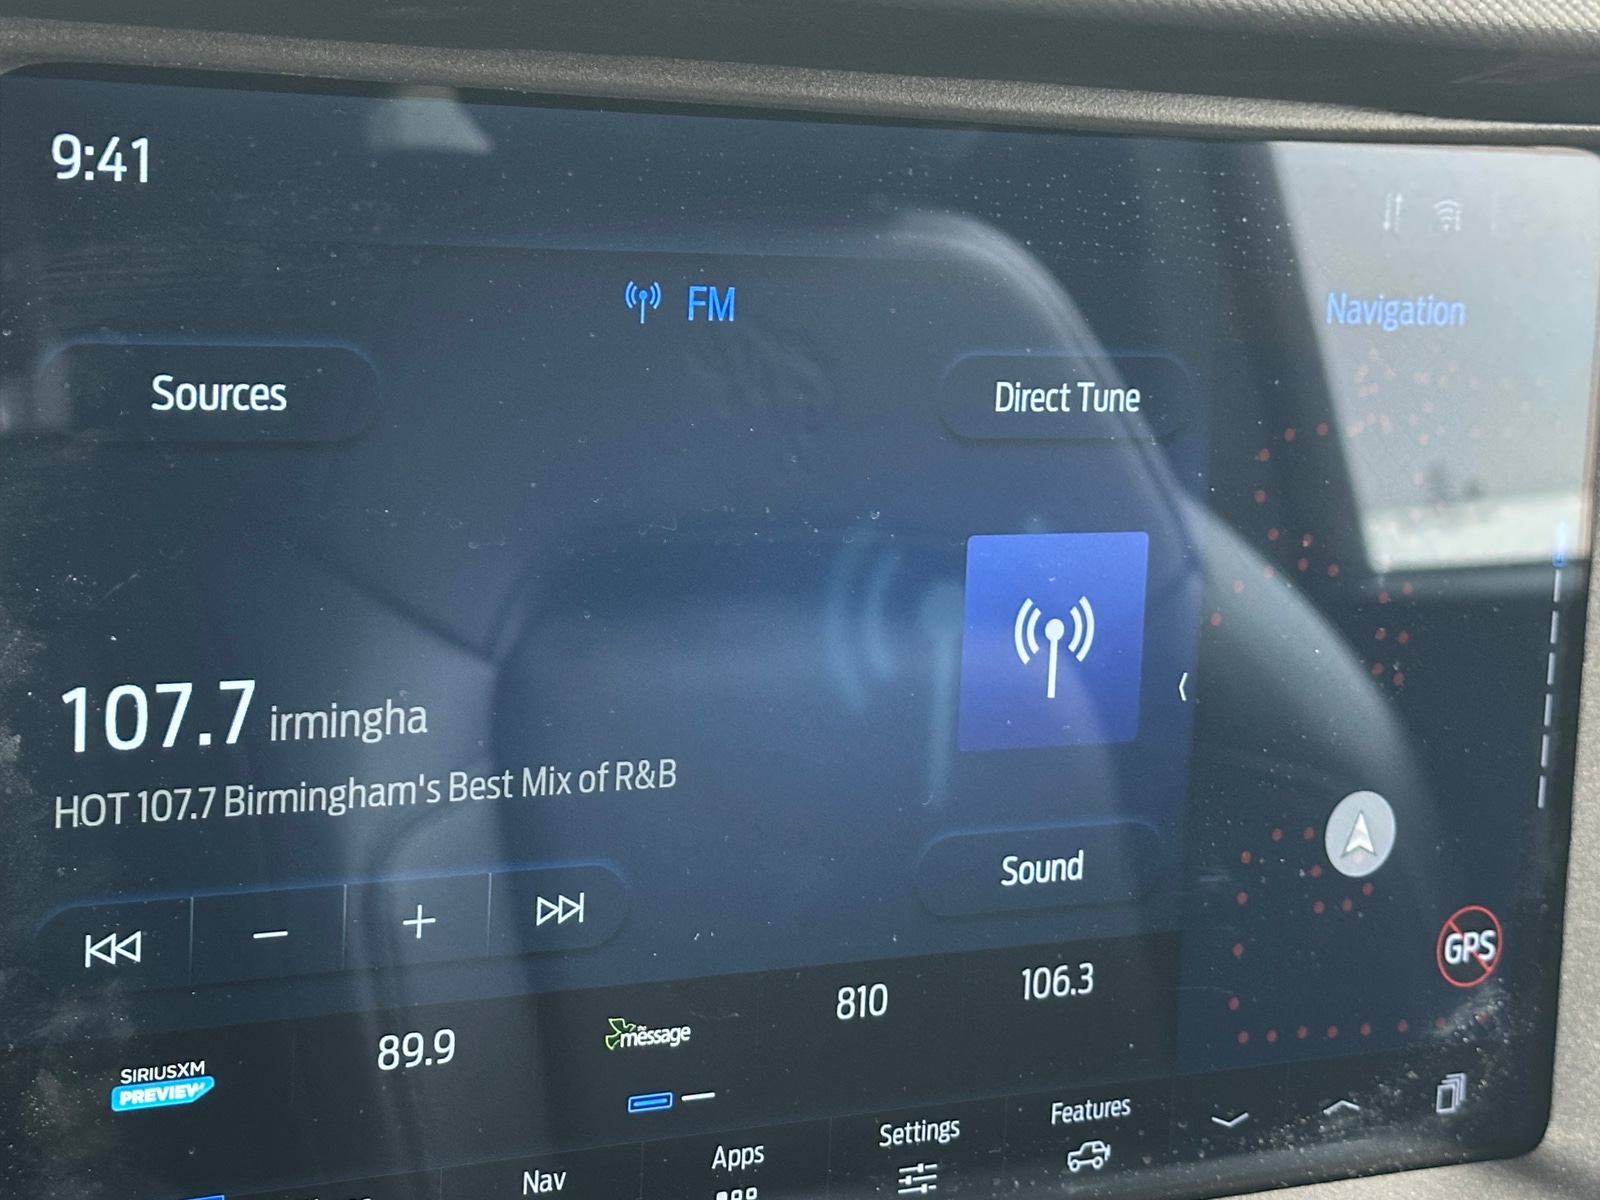 9:41
FM
Navigation
Sources
Direct Tune
107.7 irmingha
HOT 107.7 Birmingham's Best Mix of R&B
Sound
GPS
SIRIUSXM
PREVIEW
89.9
the message
810
106.3
Nav
Apps
Settings
Features